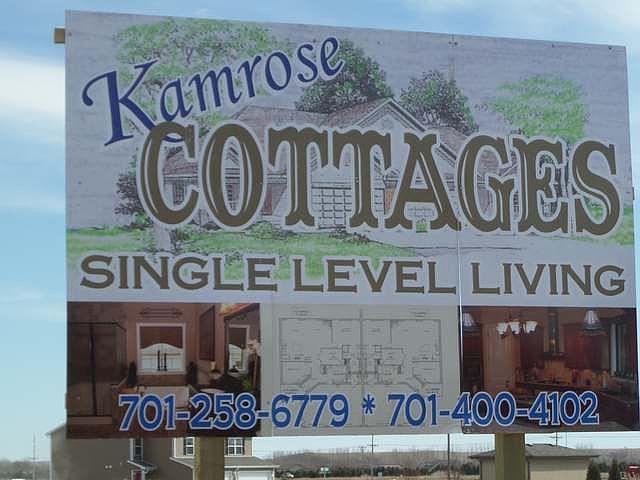 Kamrose
COTTAGES
SINGLE LEVEL LIVING
701-258-6779 * 701-400-4102